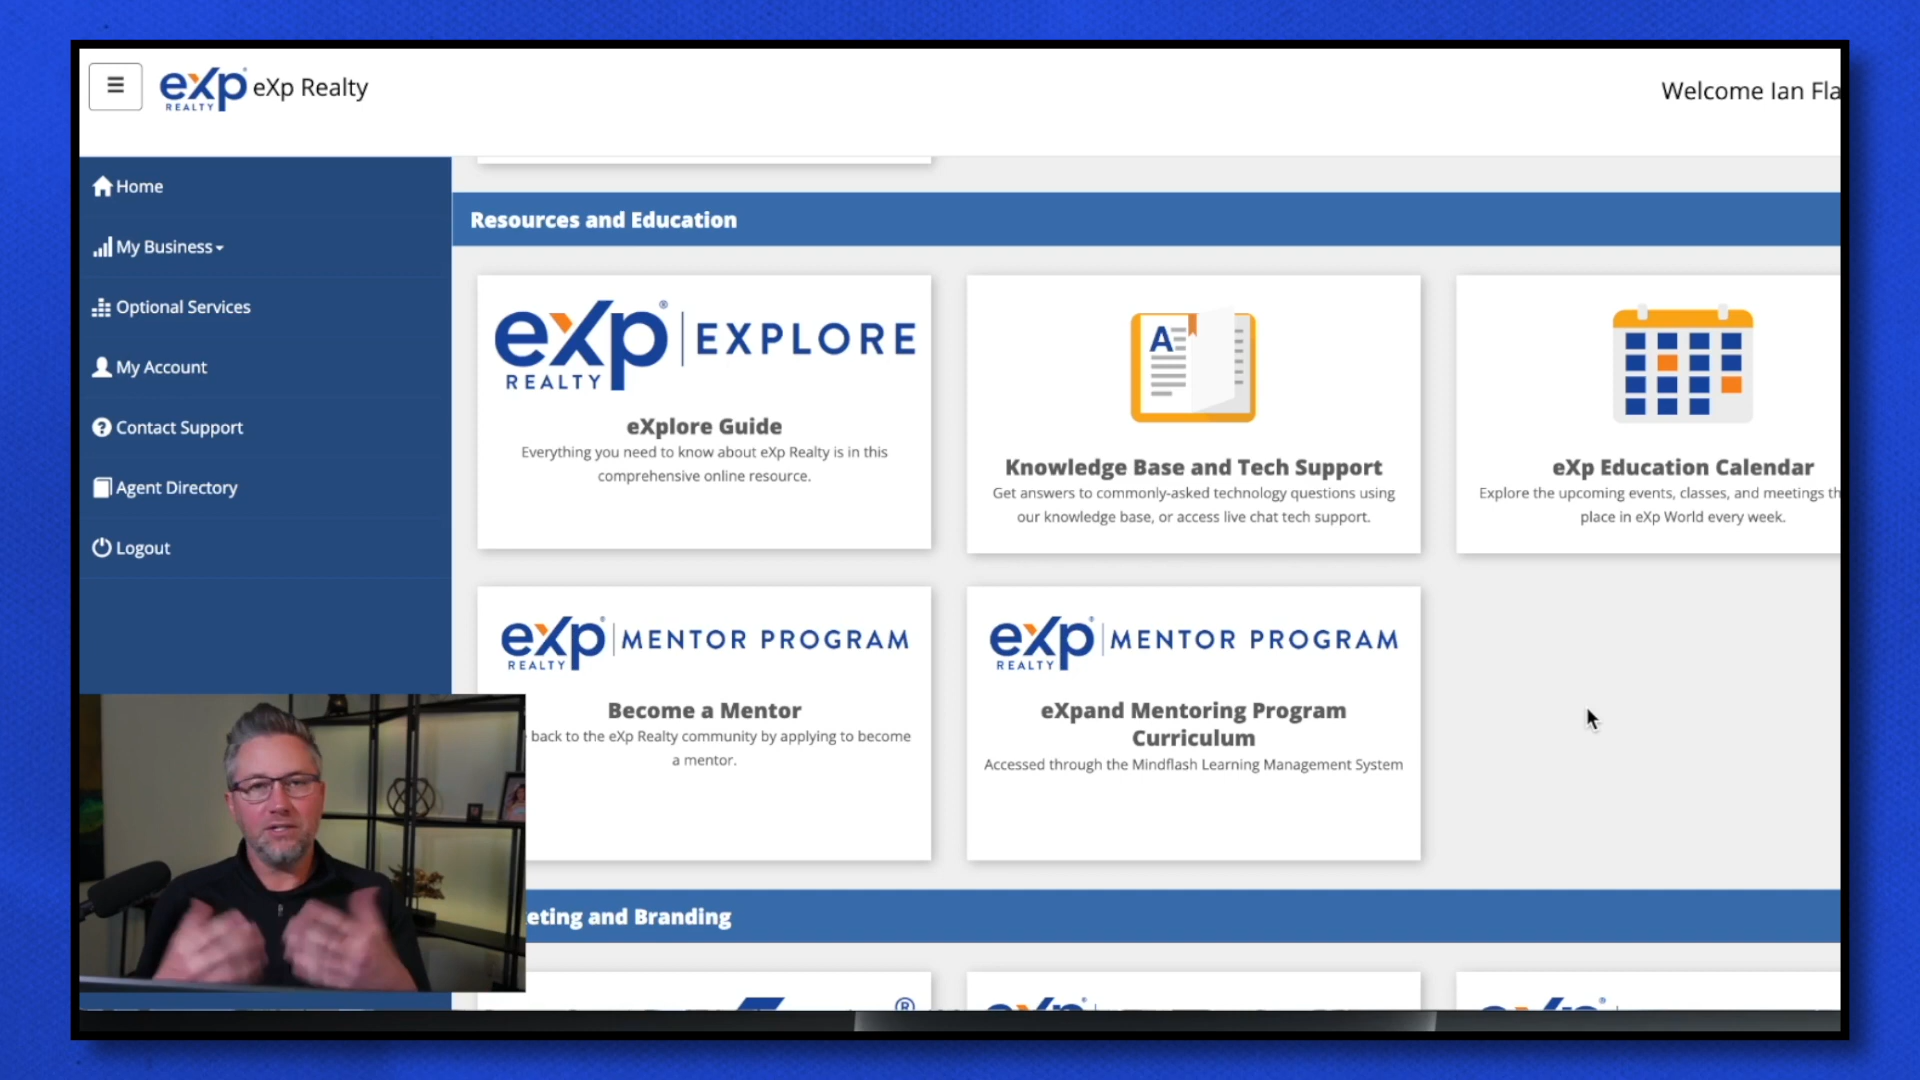 ☰ eXp REALTY eXp Realty
Welcome Ian Fla
Home
My Business
Optional Services
My Account
Contact Support
Agent Directory
Logout
Resources and Education
eXp REALTY | EXPLORE
eXplore Guide
Everything you need to know about eXp Realty is in this
comprehensive online resource.
A
Knowledge Base and Tech Support
Get answers to commonly-asked technology questions using
our knowledge base, or access live chat tech support.
eXp Education Calendar
Explore the upcoming events, classes, and meetings th
place in eXp World every week.
eXp REALTY | MENTOR PROGRAM
Become a Mentor
back to the eXp Realty community by applying to become
a mentor.
eXp REALTY | MENTOR PROGRAM
eXpand Mentoring Program
Curriculum
Accessed through the Mindflash Learning Management System
eting and Branding